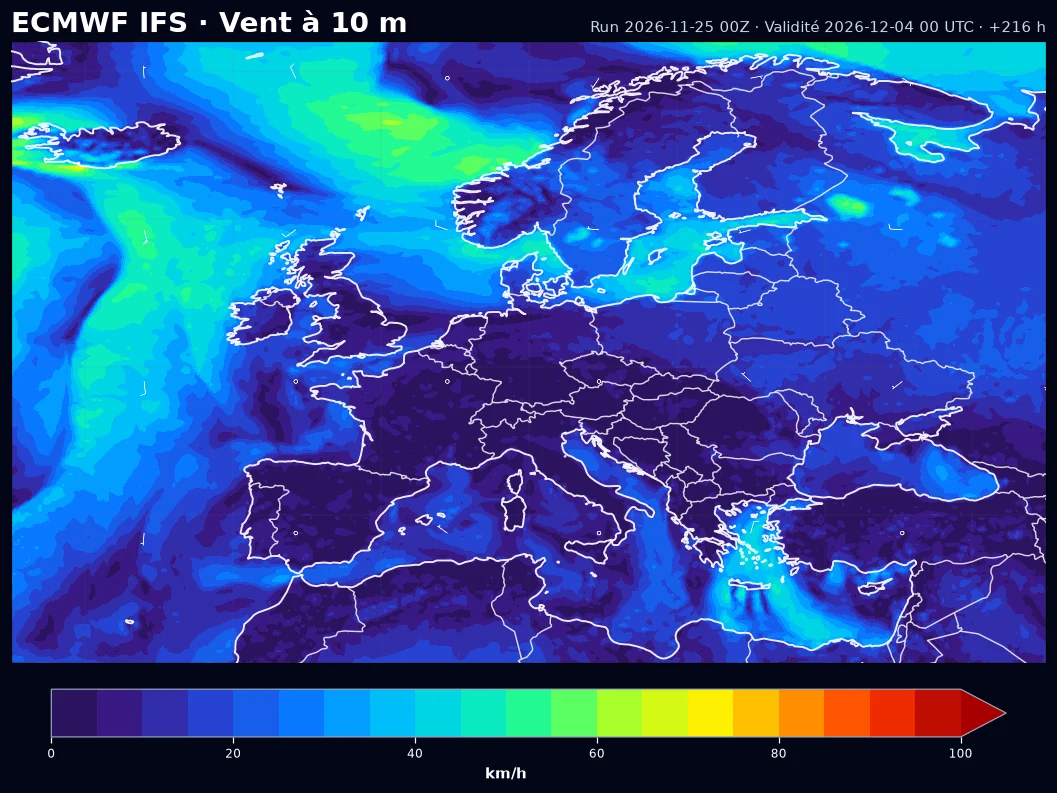 ECMWF IFS · Vent à 10 m
Run 2026-11-25 00Z · Validité 2026-12-04 00 UTC · +216 h
0 20 40 60 80 100
km/h